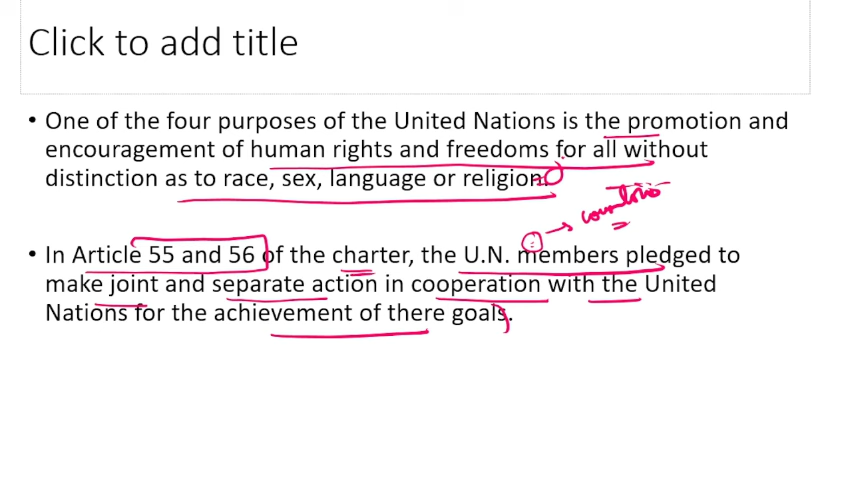 Click to add title
• One of the four purposes of the United Nations is the promotion and
encouragement of human rights and freedoms for all without
distinction as to race, sex, language or religion.
countries
• In Article 55 and 56 of the charter, the U.N. members pledged to
make joint and separate action in cooperation with the United
Nations for the achievement of there goals.